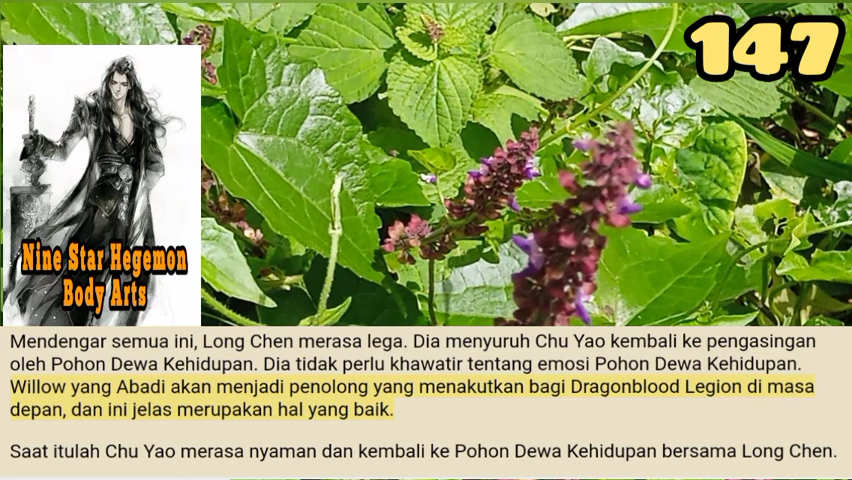 147
Nine Star Hegemon
Body Arts
Mendengar semua ini, Long Chen merasa lega. Dia menyuruh Chu Yao kembali ke pengasingan
oleh Pohon Dewa Kehidupan. Dia tidak perlu khawatir tentang emosi Pohon Dewa Kehidupan.
Willow yang Abadi akan menjadi penolong yang menakutkan bagi Dragonblood Legion di masa
depan, dan ini jelas merupakan hal yang baik.
Saat itulah Chu Yao merasa nyaman dan kembali ke Pohon Dewa Kehidupan bersama Long Chen.